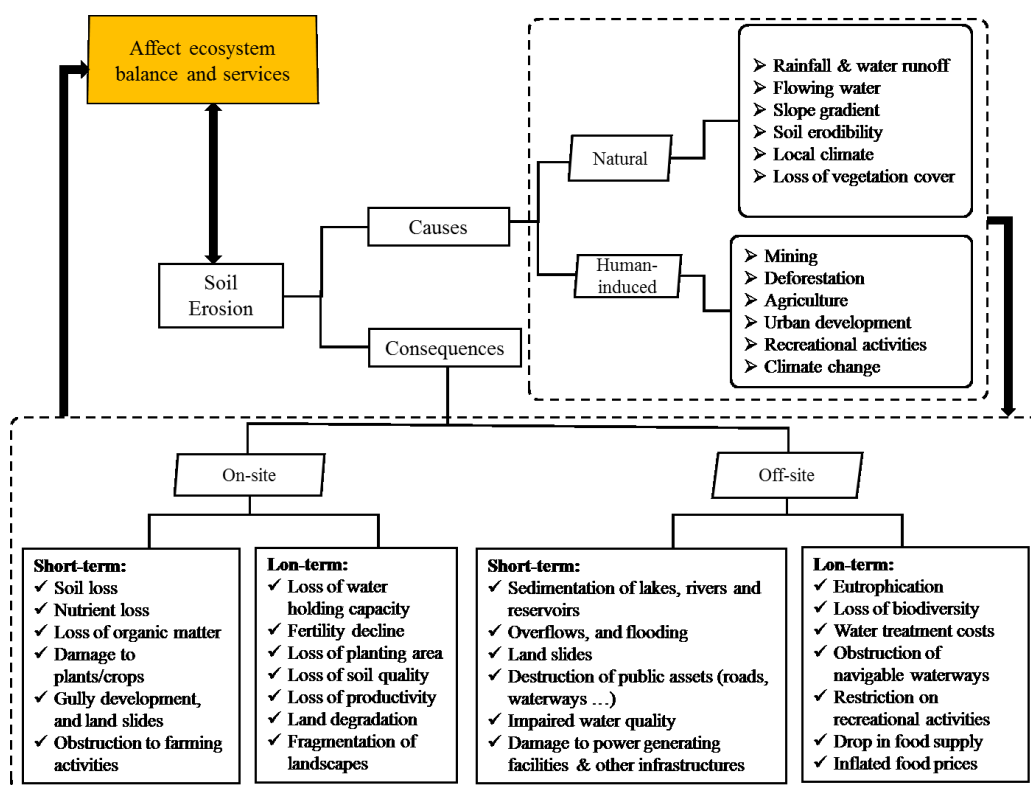 Affect ecosystem
balance and services
Soil
Erosion
Causes
Consequences
Natural
➢ Rainfall & water runoff
➢ Flowing water
➢ Slope gradient
➢ Soil erodibility
➢ Local climate
➢ Loss of vegetation cover
Human-
induced
➢ Mining
➢ Deforestation
➢ Agriculture
➢ Urban development
➢ Recreational activities
➢ Climate change
On-site
Short-term:
✓ Soil loss
✓ Nutrient loss
✓ Loss of organic matter
✓ Damage to
plants/crops
✓ Gully development,
and land slides
✓ Obstruction to farming
activities
Lon-term:
✓ Loss of water
holding capacity
✓ Fertility decline
✓ Loss of planting area
✓ Loss of soil quality
✓ Loss of productivity
✓ Land degradation
✓ Fragmentation of
landscapes
Off-site
Short-term:
✓ Sedimentation of lakes, rivers and
reservoirs
✓ Overflows, and flooding
✓ Land slides
✓ Destruction of public assets (roads,
waterways …)
✓ Impaired water quality
✓ Damage to power generating
facilities & other infrastructures
Lon-term:
✓ Eutrophication
✓ Loss of biodiversity
✓ Water treatment costs
✓ Obstruction of
navigable waterways
✓ Restriction on
recreational activities
✓ Drop in food supply
✓ Inflated food prices